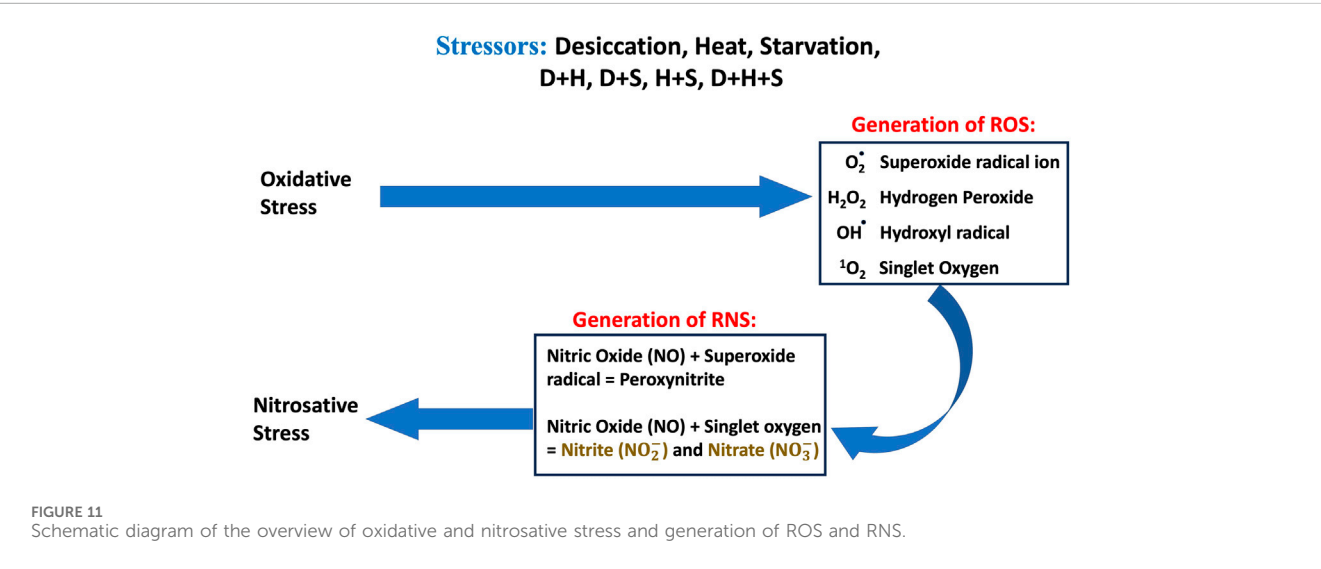 Stressors: Desiccation, Heat, Starvation,
D+H, D+S, H+S, D+H+S
Generation of ROS:
Oxidative
Stress
O₂• Superoxide radical ion
H₂O₂ Hydrogen Peroxide
OH• Hydroxyl radical
¹O₂ Singlet Oxygen
Generation of RNS:
Nitric Oxide (NO) + Superoxide
radical = Peroxynitrite
Nitric Oxide (NO) + Singlet oxygen
= Nitrite (NO₂⁻) and Nitrate (NO₃⁻)
Nitrosative
Stress
FIGURE 11
Schematic diagram of the overview of oxidative and nitrosative stress and generation of ROS and RNS.